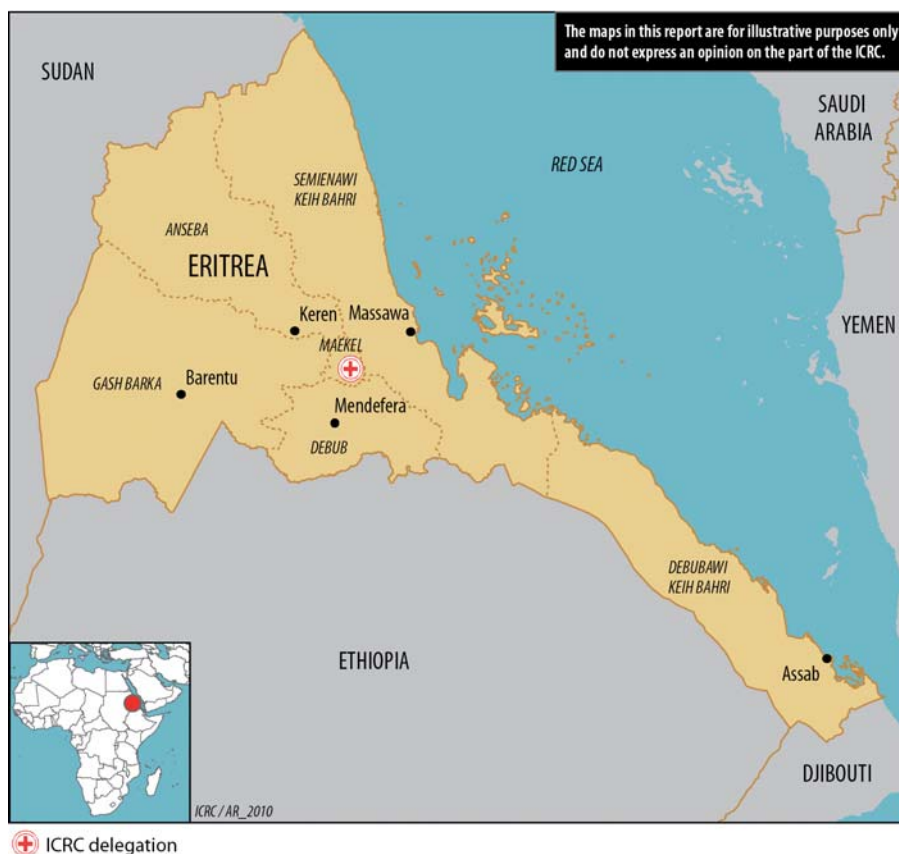 The maps in this report are for illustrative purposes only
and do not express an opinion on the part of the ICRC.
SUDAN
SAUDI
ARABIA
RED SEA
SEMIENAWI
KEIH BAHRI
ANSEBA
ERITREA
Keren
Massawa
YEMEN
MAEKEL
GASH BARKA
Barentu
Mendefera
DEBUB
DEBUBAWI
KEIH BAHRI
ETHIOPIA
Assab
DJIBOUTI
ICRC / AR_2010
ICRC delegation